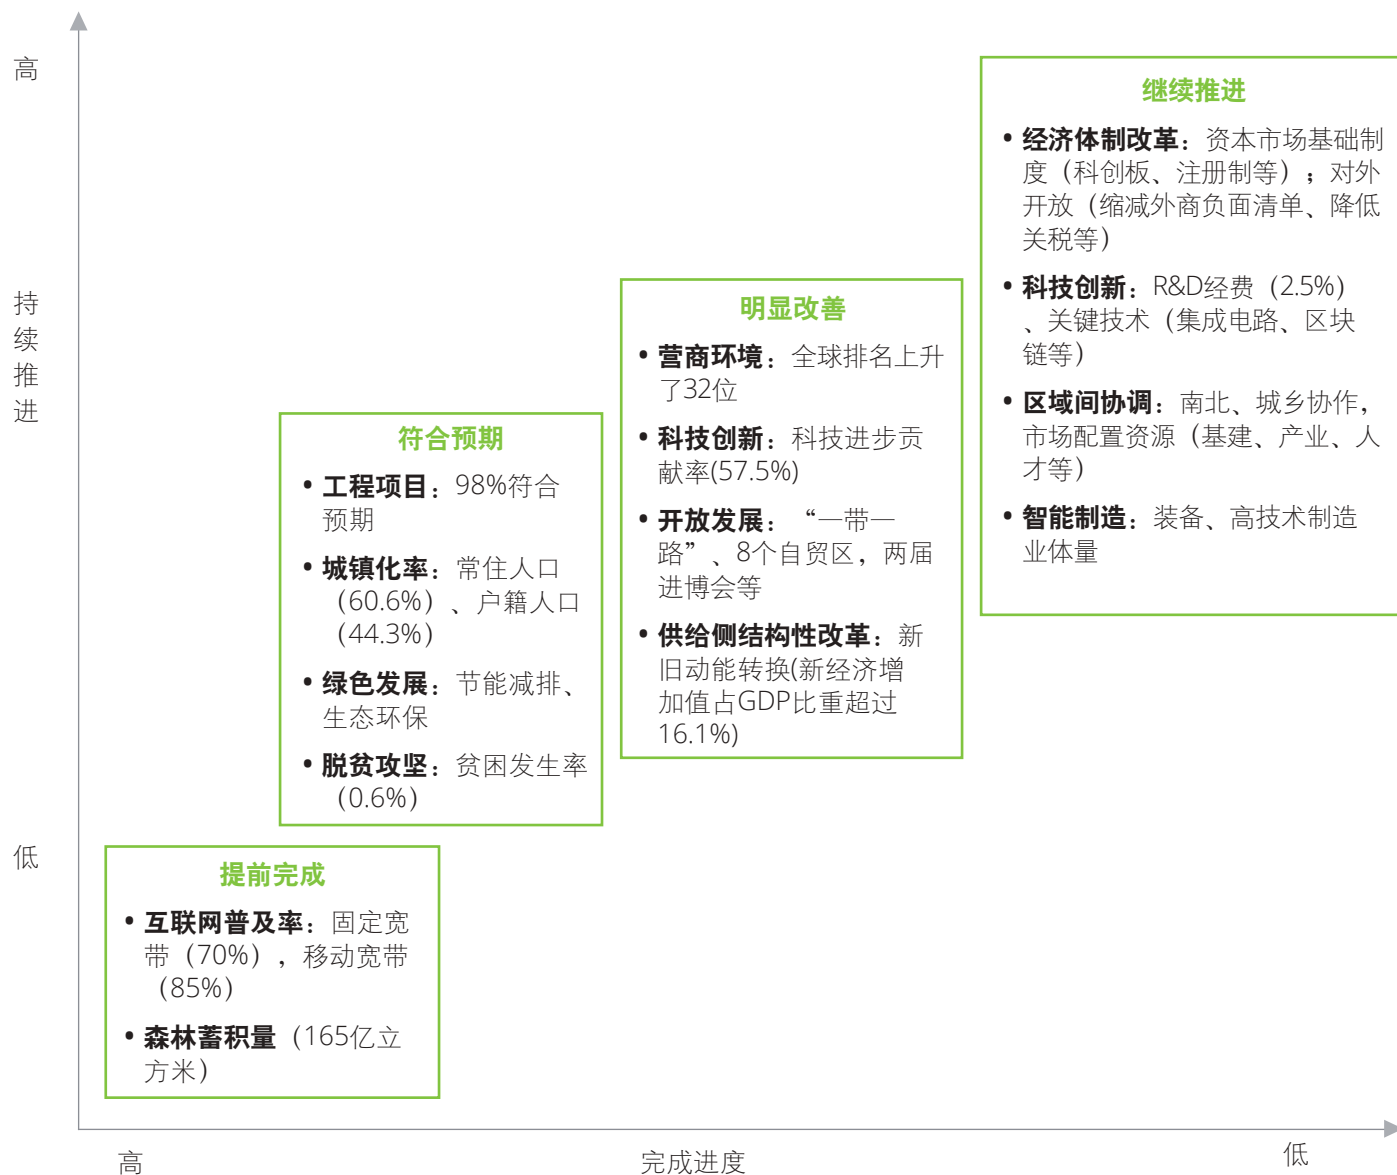 高
持
续
推
进
低
继续推进
• 经济体制改革：资本市场基础制
度（科创板、注册制等）；对外
开放（缩减外商负面清单、降低
关税等）
• 科技创新：R&D经费（2.5%）
、关键技术（集成电路、区块
链等）
• 区域间协调：南北、城乡协作，
市场配置资源（基建、产业、人
才等）
• 智能制造：装备、高技术制造
业体量
明显改善
• 营商环境：全球排名上升
了32位
• 科技创新：科技进步贡
献率(57.5%)
• 开放发展：“一带一
路”、8个自贸区，两届
进博会等
• 供给侧结构性改革：新
旧动能转换(新经济增
加值占GDP比重超过
16.1%)
符合预期
• 工程项目：98%符合
预期
• 城镇化率：常住人口
（60.6%）、户籍人口
（44.3%）
• 绿色发展：节能减排、
生态环保
• 脱贫攻坚：贫困发生率
（0.6%）
提前完成
• 互联网普及率：固定宽
带（70%），移动宽带
（85%）
• 森林蓄积量（165亿立
方米）
高
完成进度
低